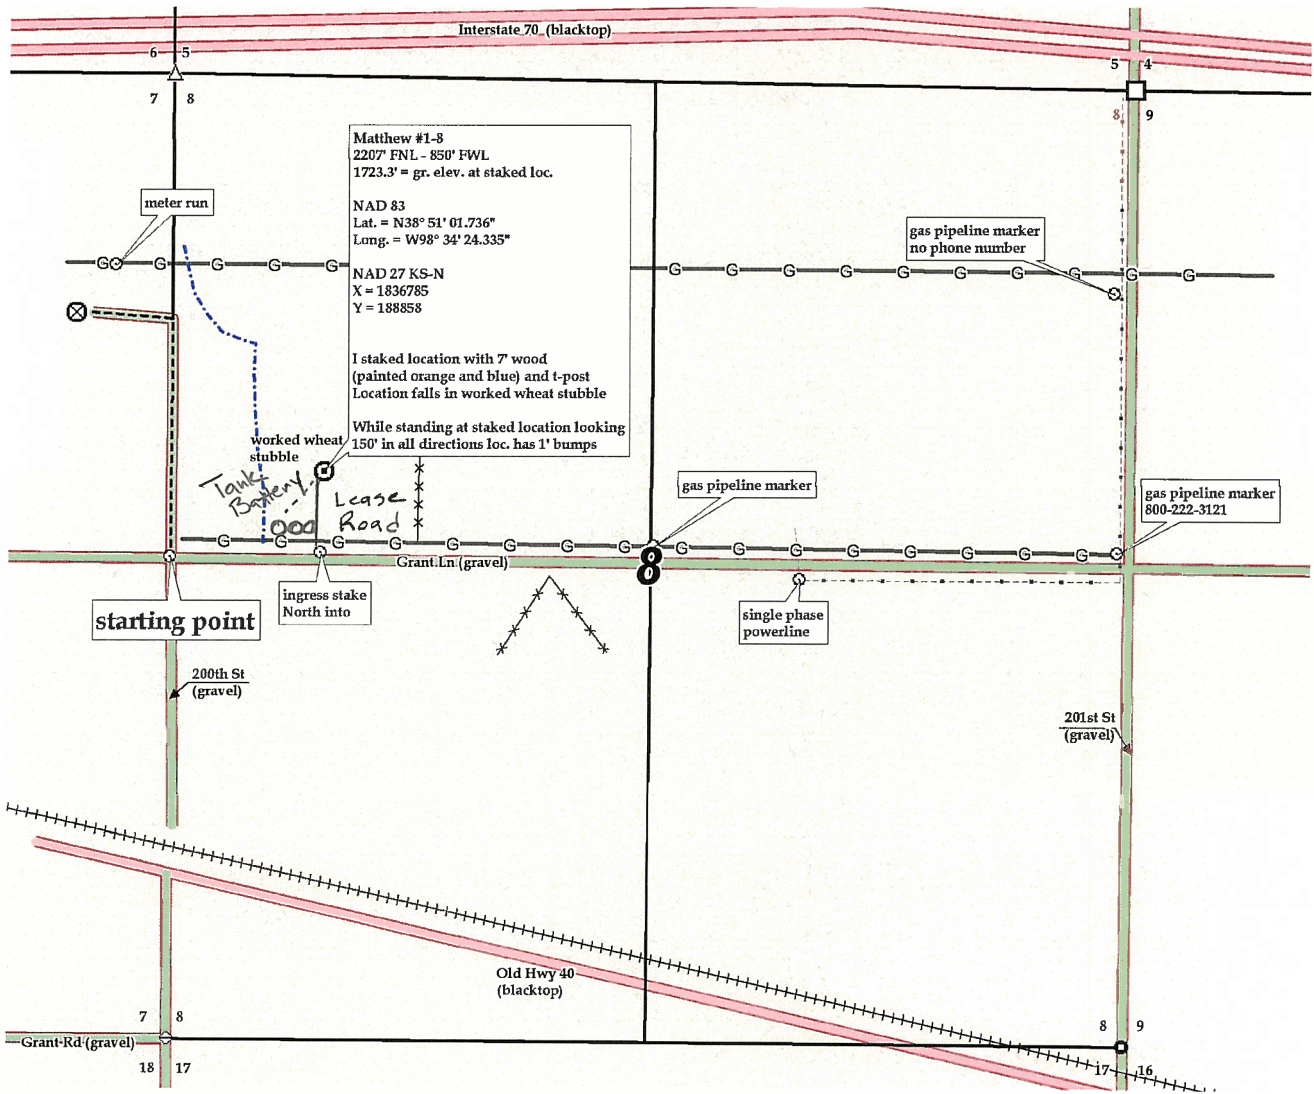 Interstate 70 (blacktop)
6 5
5 4
7 8
8 9
Matthew #1-8
2207' FNL - 850' FWL
1723.3' = gr. elev. at staked loc.
NAD 83
Lat. = N38° 51' 01.736"
Long. = W98° 34' 24.335"
NAD 27 KS-N
X = 1836785
Y = 188858
I staked location with 7' wood
(painted orange and blue) and t-post
Location falls in worked wheat stubble
While standing at staked location looking
150' in all directions loc. has 1' bumps
meter run
gas pipeline marker
no phone number
G G G G G
G G G G G G G G G G
worked wheat
stubble
Tank
Battery
Lease
Road
gas pipeline marker
gas pipeline marker
800-222-3121
G G G G G G G G G G G G G G G G
8
8
Grant Ln (gravel)
starting point
ingress stake
North into
single phase
powerline
200th St
(gravel)
201st St
(gravel)
Old Hwy 40
(blacktop)
7 8
8 9
Grant Rd (gravel)
18 17
17 16